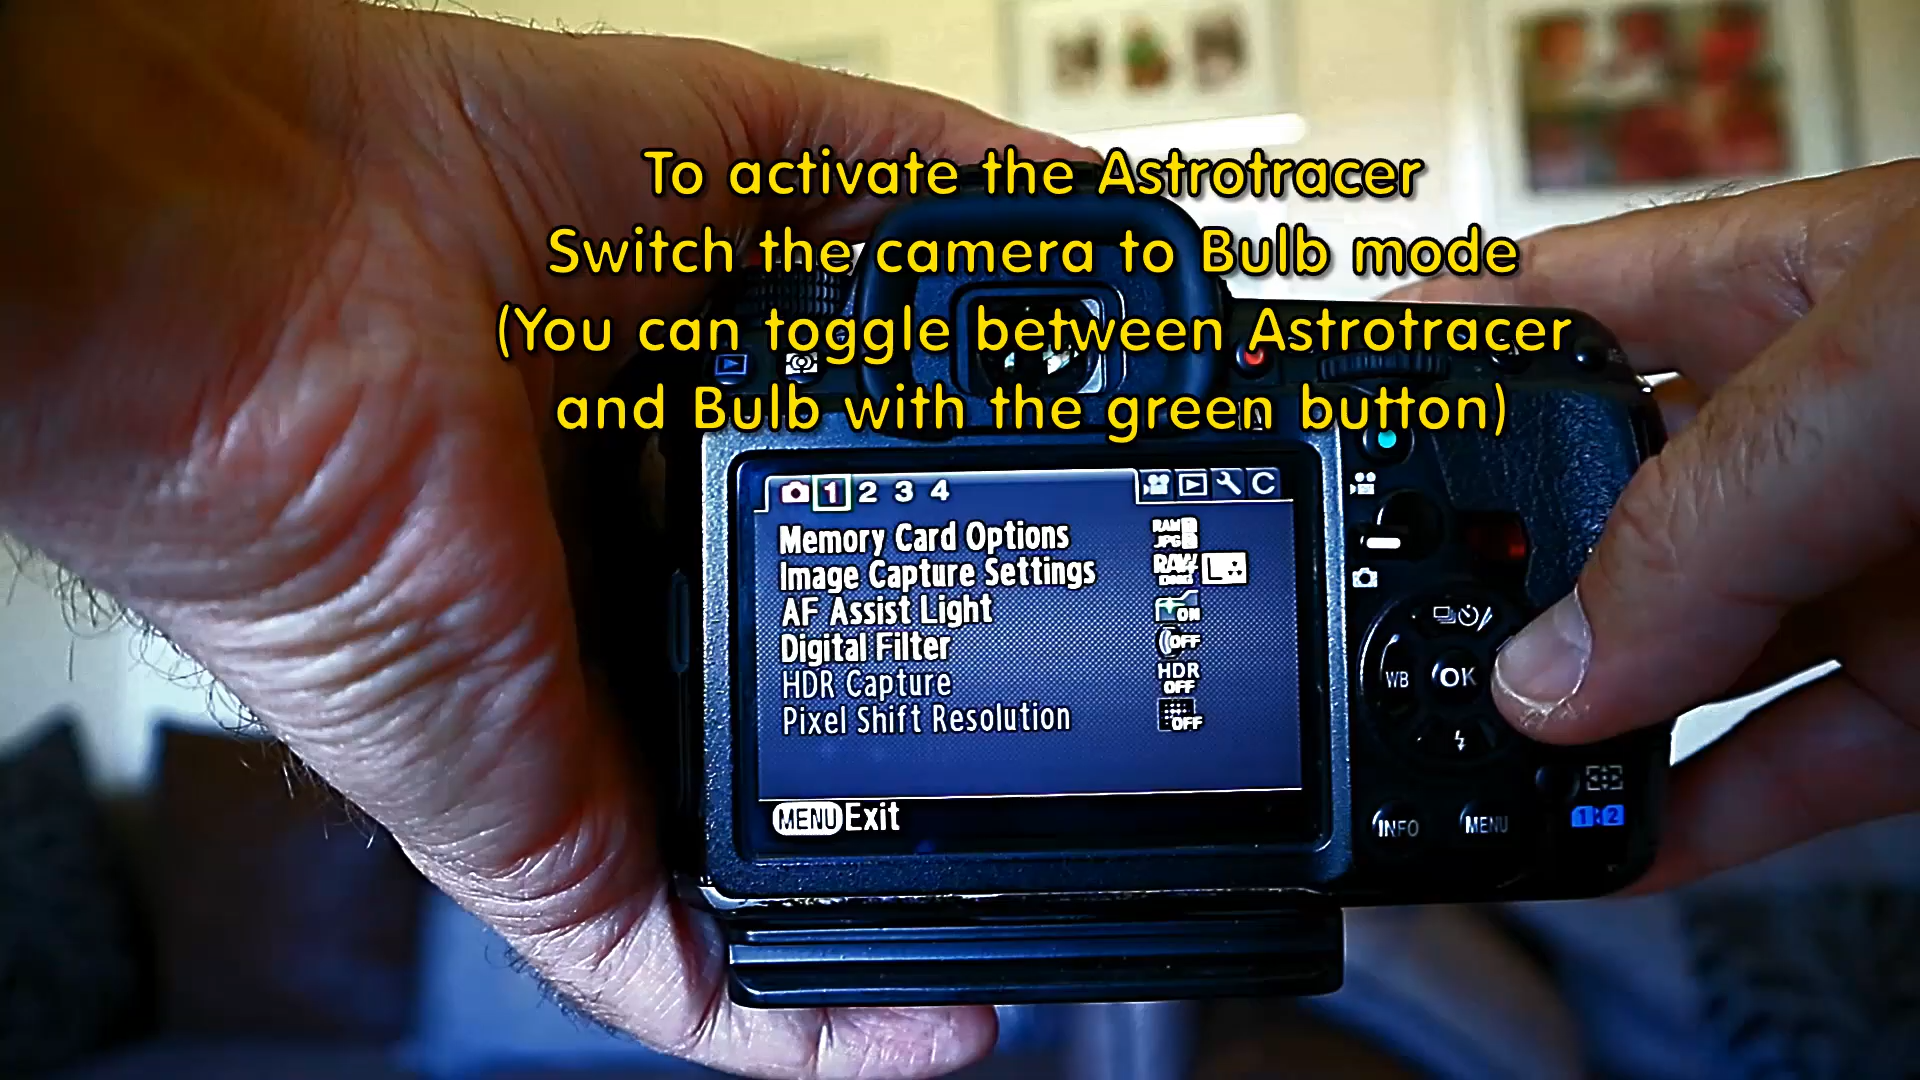 To activate the Astrotracer
Switch the camera to Bulb mode
(You can toggle between Astrotracer
and Bulb with the green button)
1 2 3 4 C
Memory Card Options RAM JPG
Image Capture Settings RAW L
AF Assist Light ON
Digital Filter OFF
HDR Capture HDR OFF
Pixel Shift Resolution OFF
MENU Exit
WB OK
INFO MENU
1:2